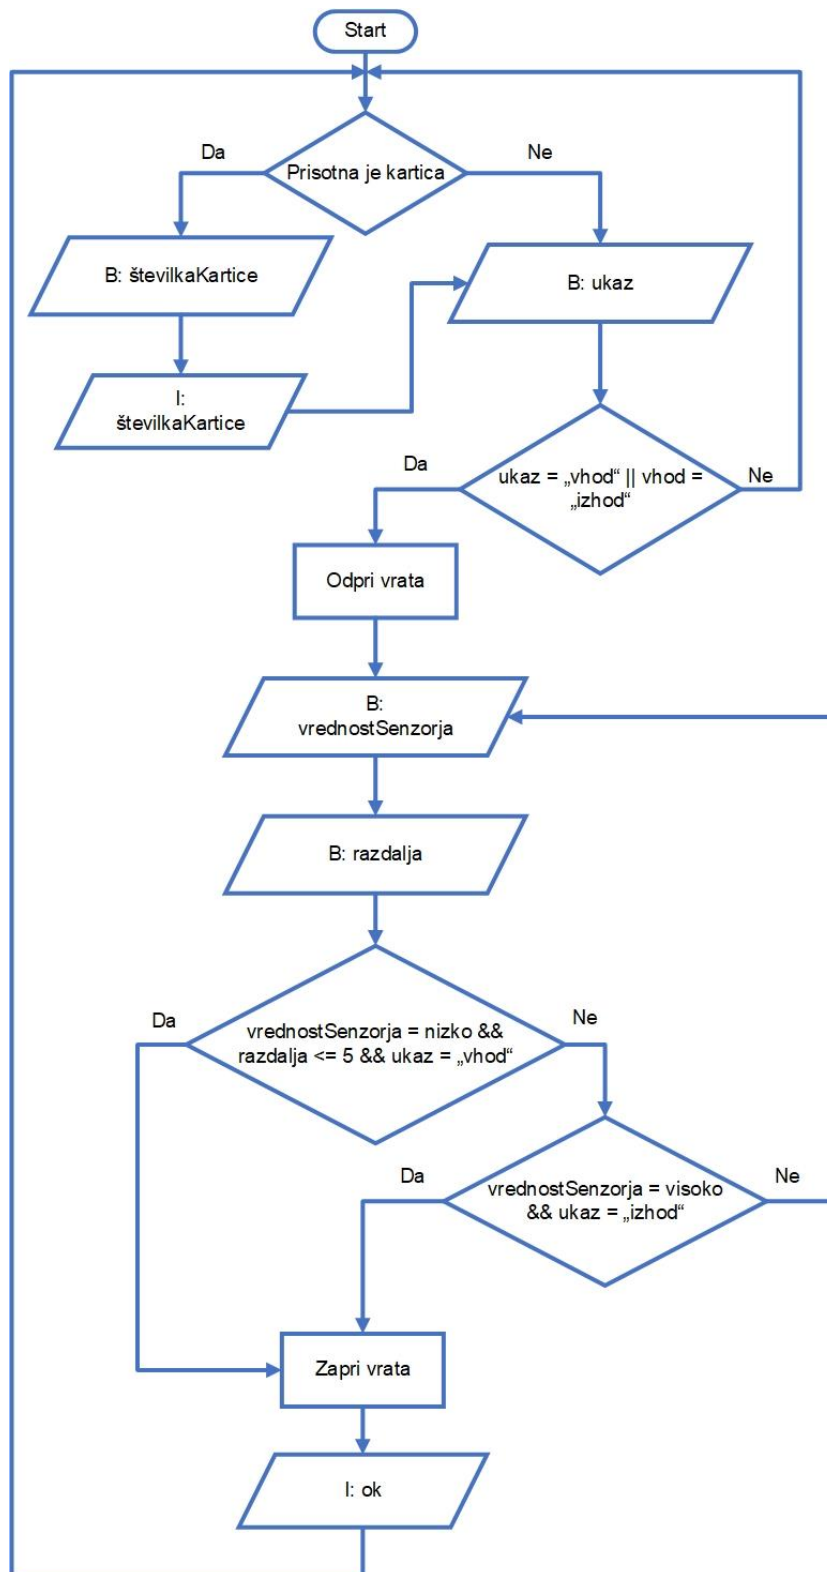 Start
Da
Ne
Prisotna je kartica
B: številkaKartice
B: ukaz
I:
številkaKartice
Da
ukaz = „vhod“ || vhod =
„izhod“
Ne
Odpri vrata
B:
vrednostSenzorja
B: razdalja
Da
vrednostSenzorja = nizko &&
razdalja <= 5 && ukaz = „vhod“
Ne
Da
vrednostSenzorja = visoko
&& ukaz = „izhod“
Ne
Zapri vrata
I: ok